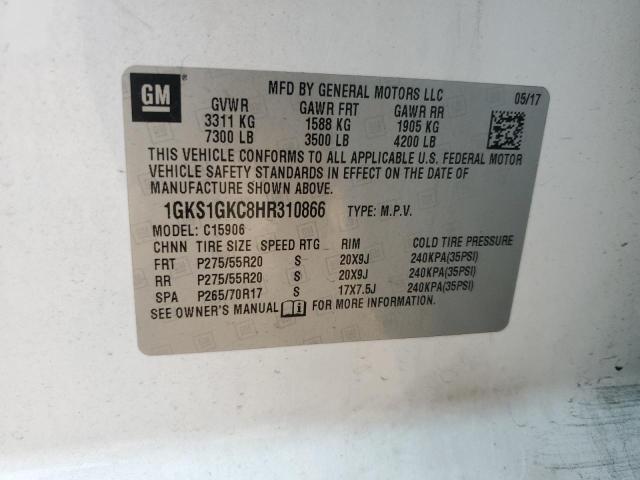 GM
MFD BY GENERAL MOTORS LLC
05/17
GVWR GAWR FRT GAWR RR
3311 KG 1588 KG 1905 KG
7300 LB 3500 LB 4200 LB
THIS VEHICLE CONFORMS TO ALL APPLICABLE U.S. FEDERAL MOTOR
VEHICLE SAFETY STANDARDS IN EFFECT ON THE DATE OF
MANUFACTURE SHOWN ABOVE.
1GKS1GKC8HR310866 TYPE: M.P.V.
MODEL: C15906
CHNN TIRE SIZE SPEED RTG RIM COLD TIRE PRESSURE
FRT P275/55R20 S 20X9J 240KPA(35PSI)
RR P275/55R20 S 20X9J 240KPA(35PSI)
SPA P265/70R17 S 17X7.5J 240KPA(35PSI)
SEE OWNER'S MANUAL FOR MORE INFORMATION.